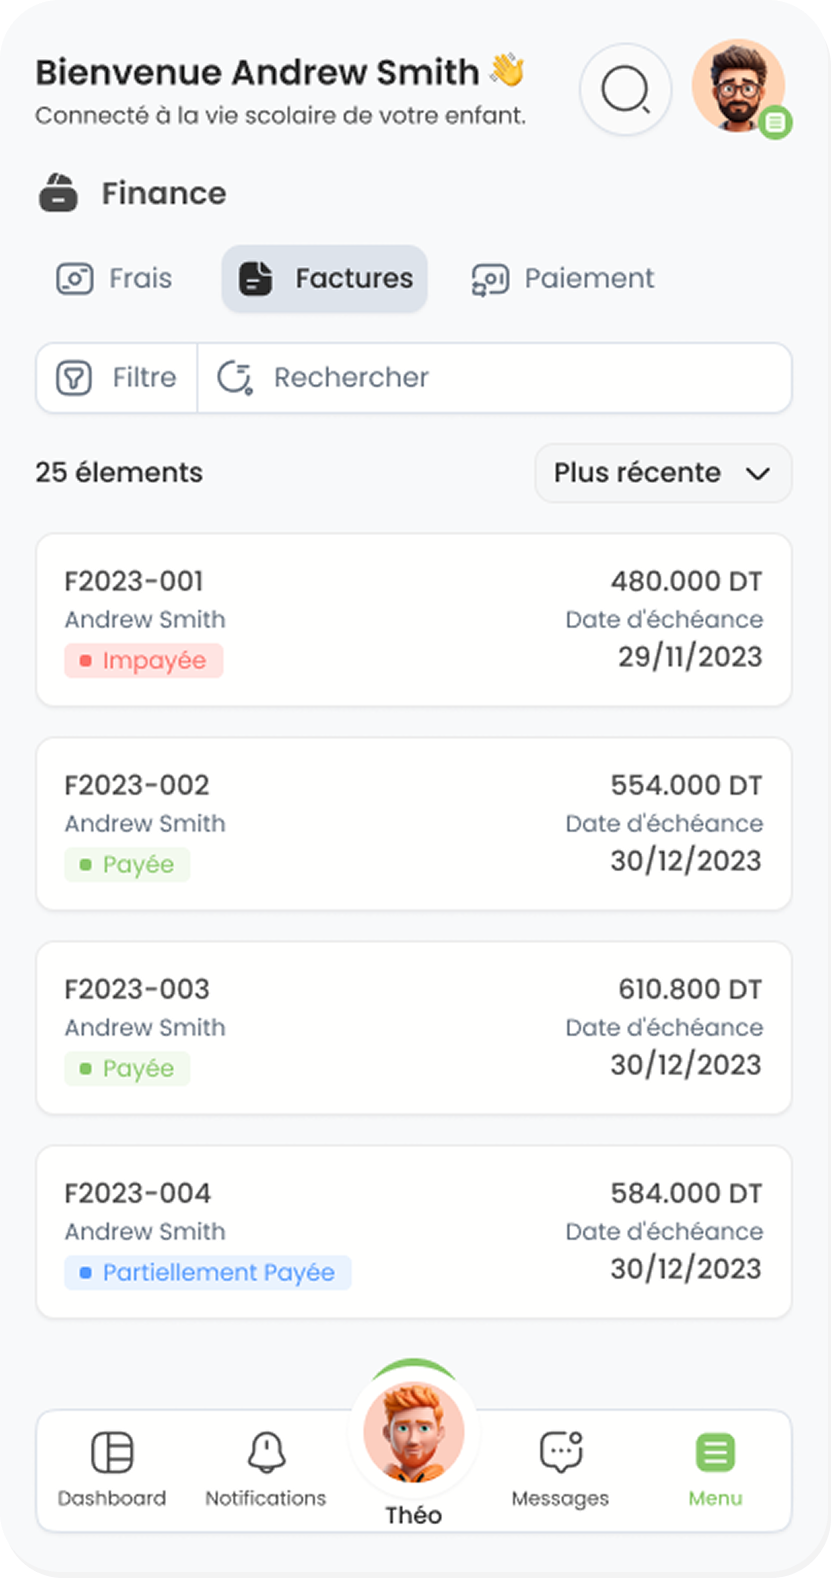 Bienvenue Andrew Smith 👋
Connecté à la vie scolaire de votre enfant.
Finance
Frais Factures Paiement
Filtre Rechercher
25 élements Plus récente
F2023-001 480.000 DT
Andrew Smith Date d'échéance
Impayée 29/11/2023
F2023-002 554.000 DT
Andrew Smith Date d'échéance
Payée 30/12/2023
F2023-003 610.800 DT
Andrew Smith Date d'échéance
Payée 30/12/2023
F2023-004 584.000 DT
Andrew Smith Date d'échéance
Partiellement Payée 30/12/2023
Dashboard Notifications Théo Messages Menu